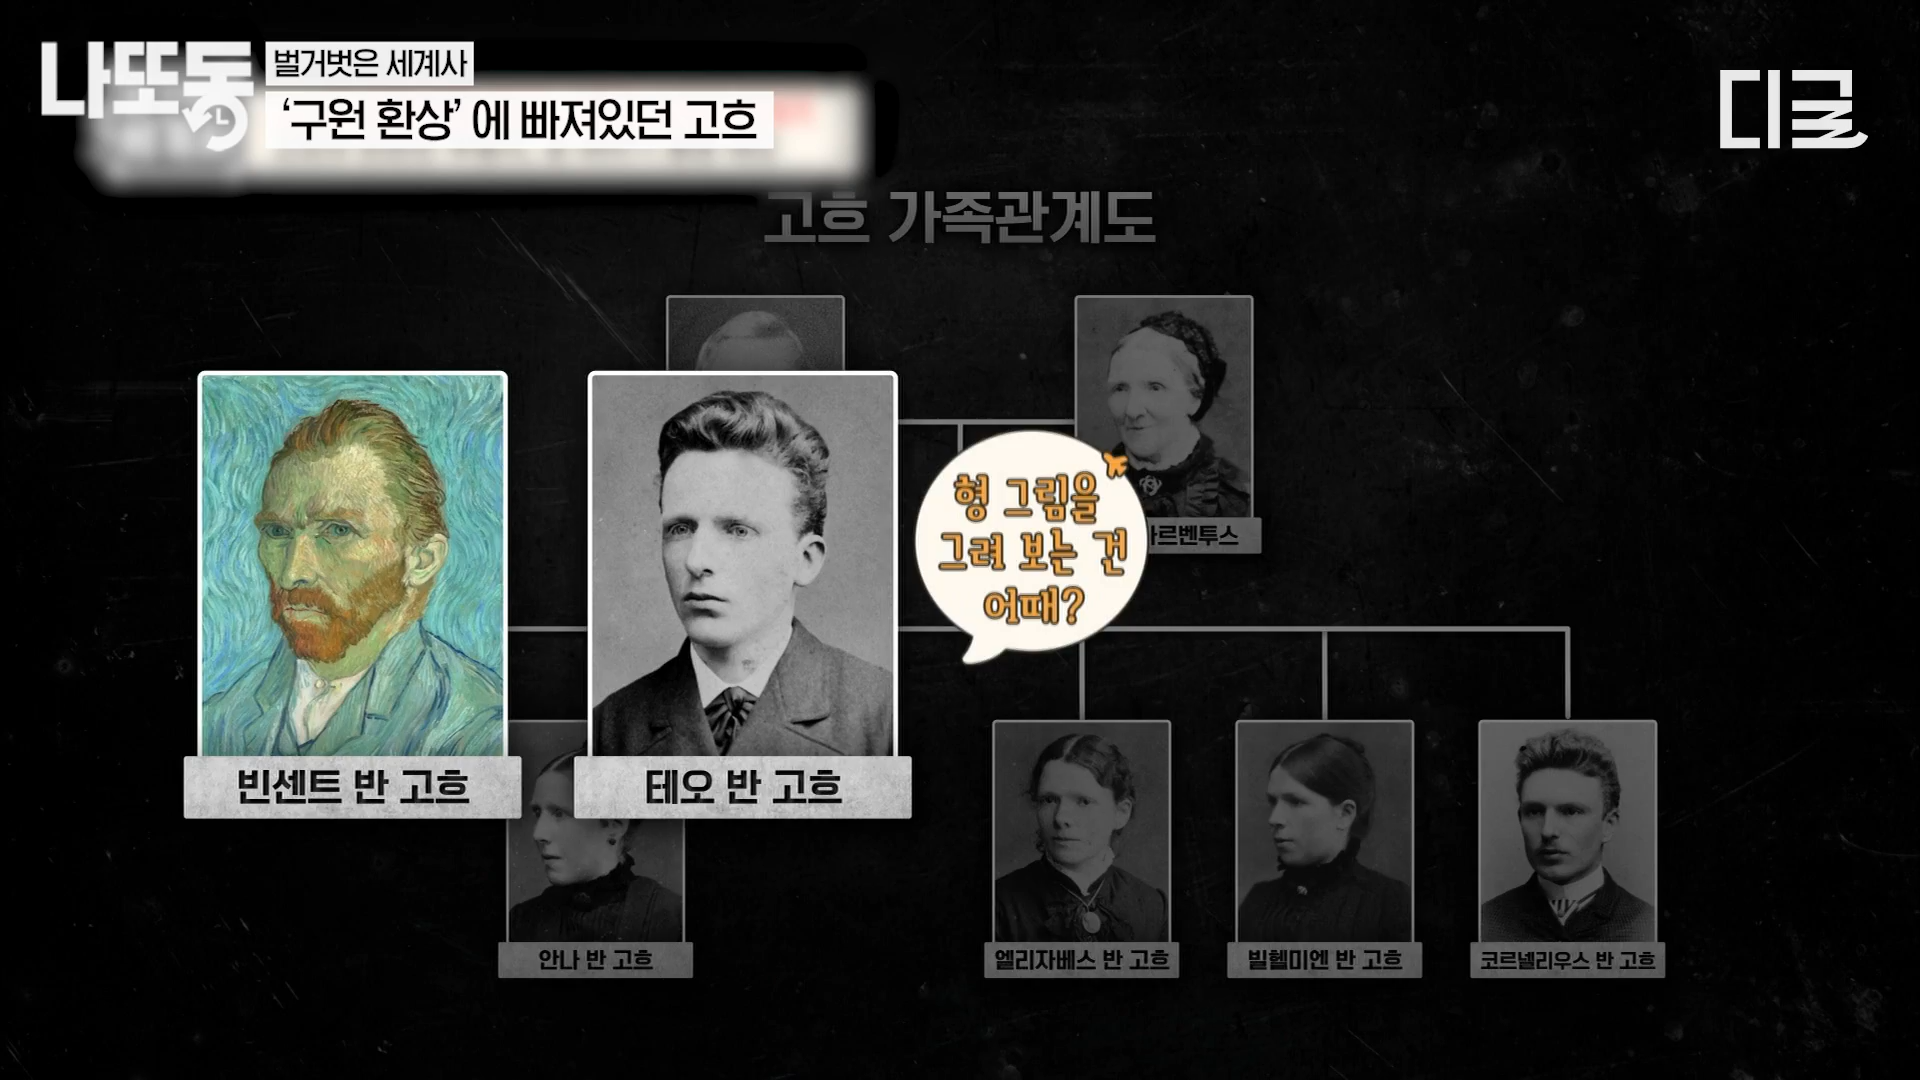 나또동
벌거벗은 세계사
‘구원 환상’ 에 빠져있던 고흐
디글
고흐 가족관계도
형 그림을
그려 보는 건
어때?
빈센트 반 고흐
테오 반 고흐
안나 반 고흐
엘리자베스 반 고흐
빌헬미엔 반 고흐
코르넬리우스 반 고흐